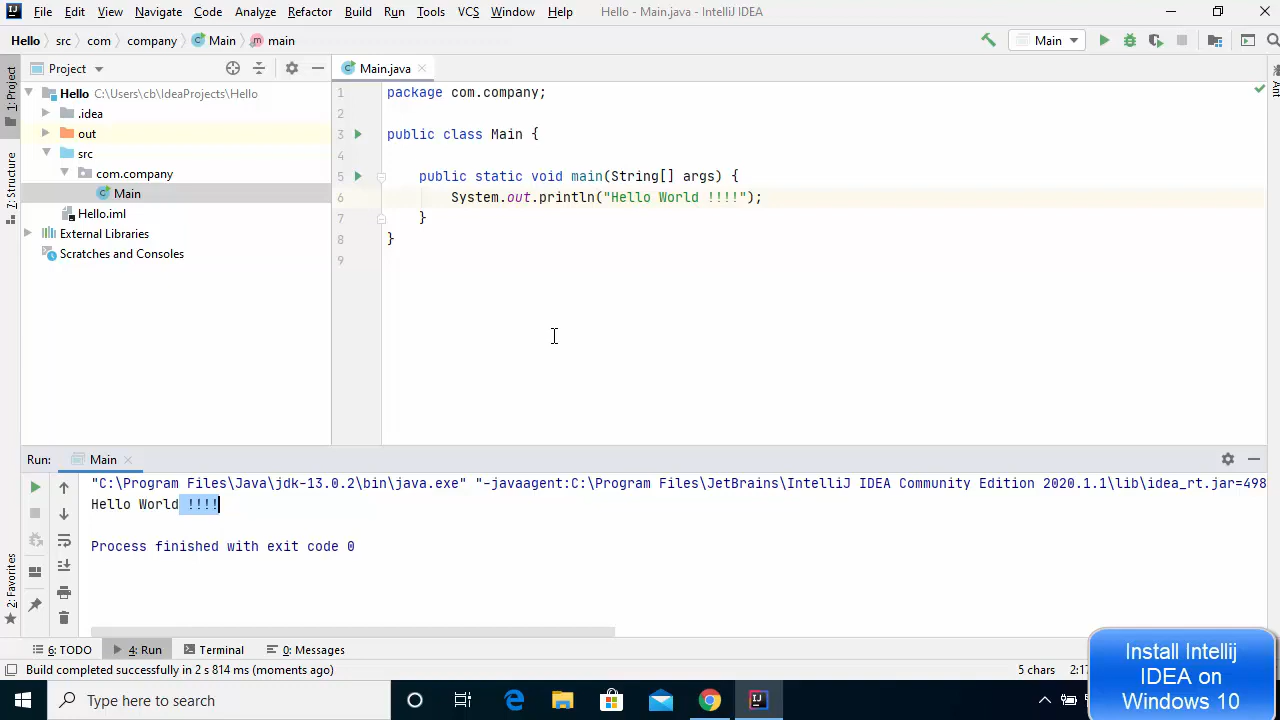 File Edit View Navigate Code Analyze Refactor Build Run Tools VCS Window Help Hello - Main.java - IntelliJ IDEA
Hello src com company Main main Main
1: Project
Project
Main.java
Hello C:\Users\cb\IdeaProjects\Hello
.idea
out
src
com.company
Main
Hello.iml
External Libraries
Scratches and Consoles
7: Structure
2: Favorites
Ant
1 package com.company;
2
3 public class Main {
4
5 public static void main(String[] args) {
6 System.out.println("Hello World !!!!");
7 }
8 }
9
Run: Main
"C:\Program Files\Java\jdk-13.0.2\bin\java.exe" "-javaagent:C:\Program Files\JetBrains\IntelliJ IDEA Community Edition 2020.1.1\lib\idea_rt.jar=498
Hello World !!!!
Process finished with exit code 0
6: TODO 4: Run Terminal 0: Messages
Build completed successfully in 2 s 814 ms (moments ago) 5 chars
Type here to search
Install Intellij
IDEA on
Windows 10